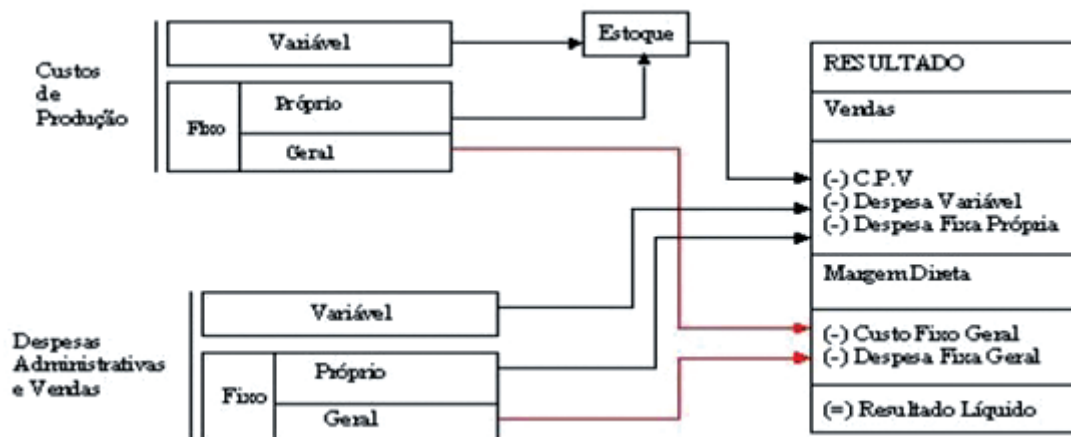 Custos
de
Produção
Variável
Fixo
Próprio
Geral
Estoque
Despesas
Administrativas
e Vendas
Variável
Fixo
Próprio
Geral
RESULTADO
Vendas
(-) C.P.V
(-) Despesa Variável
(-) Despesa Fixa Própria
Margem Direta
(-) Custo Fixo Geral
(-) Despesa Fixa Geral
(=) Resultado Líquido